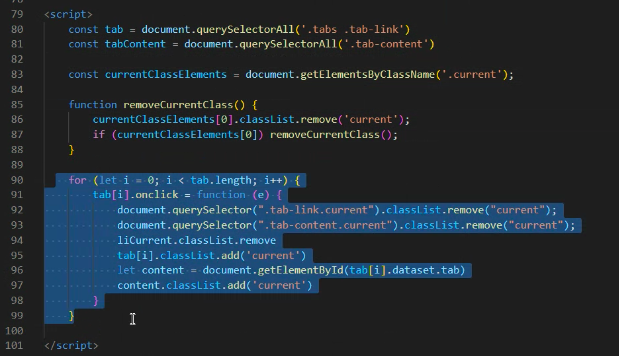 79 <script>
80 const tab = document.querySelectorAll('.tabs .tab-link')
81 const tabContent = document.querySelectorAll('.tab-content')
82
83 const currentClassElements = document.getElementsByClassName('.current');
84
85 function removeCurrentClass() {
86 currentClassElements[0].classList.remove('current');
87 if (currentClassElements[0]) removeCurrentClass();
88 }
89
90 for (let i = 0; i < tab.length; i++) {
91 tab[i].onclick = function (e) {
92 document.querySelector(".tab-link.current").classList.remove("current");
93 document.querySelector(".tab-content.current").classList.remove("current");
94 liCurrent.classList.remove
95 tab[i].classList.add('current')
96 let content = document.getElementById(tab[i].dataset.tab)
97 content.classList.add('current')
98 }
99 }
100
101 </script>